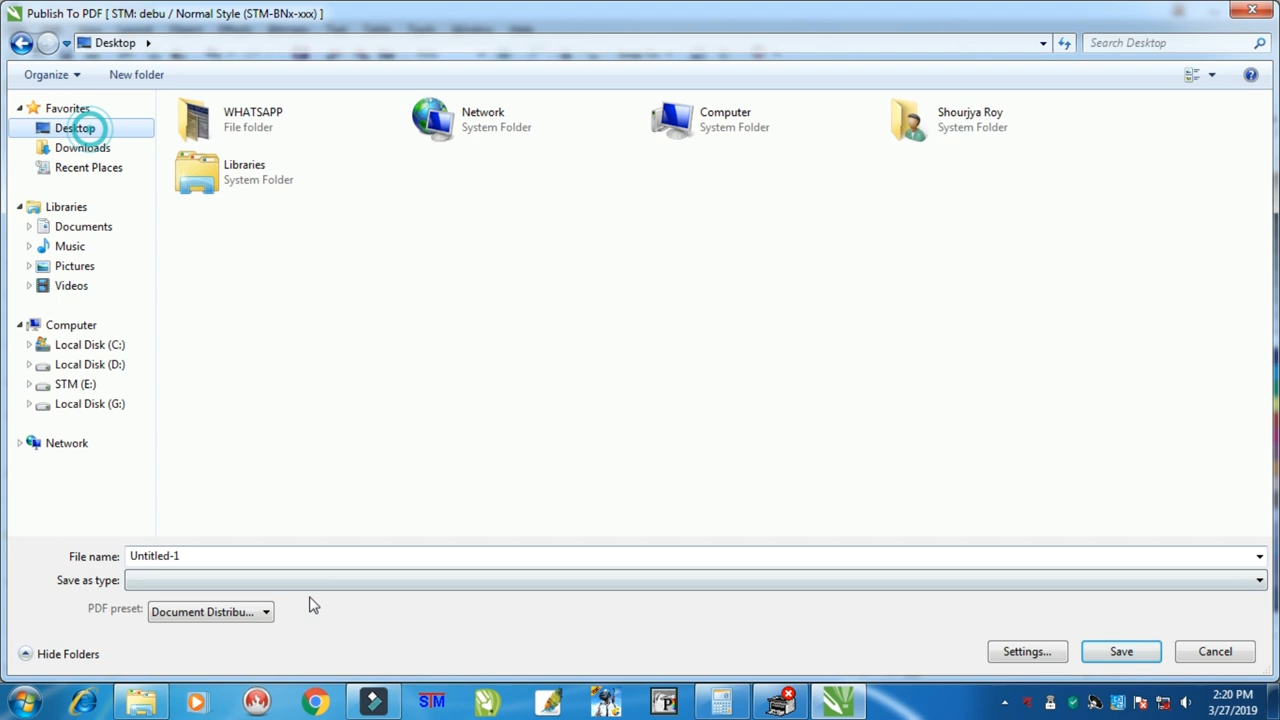 Publish To PDF [ STM: debu / Normal Style (STM-BNx-xxx) ]
Desktop
Search Desktop
Organize
New folder
Favorites
Desktop
Downloads
Recent Places
Libraries
Documents
Music
Pictures
Videos
Computer
Local Disk (C:)
Local Disk (D:)
STM (E:)
Local Disk (G:)
Network
WHATSAPP
File folder
Network
System Folder
Computer
System Folder
Shourjya Roy
System Folder
Libraries
System Folder
File name: Untitled-1
Save as type:
PDF preset: Document Distribu...
Hide Folders
Settings...
Save
Cancel
STM
P
2:20 PM
3/27/2019